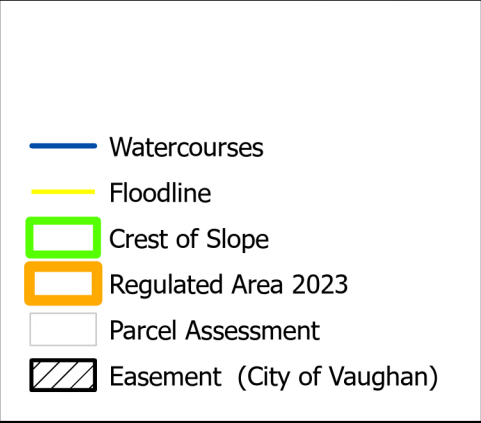 Watercourses
Floodline
Crest of Slope
Regulated Area 2023
Parcel Assessment
Easement  (City of Vaughan)